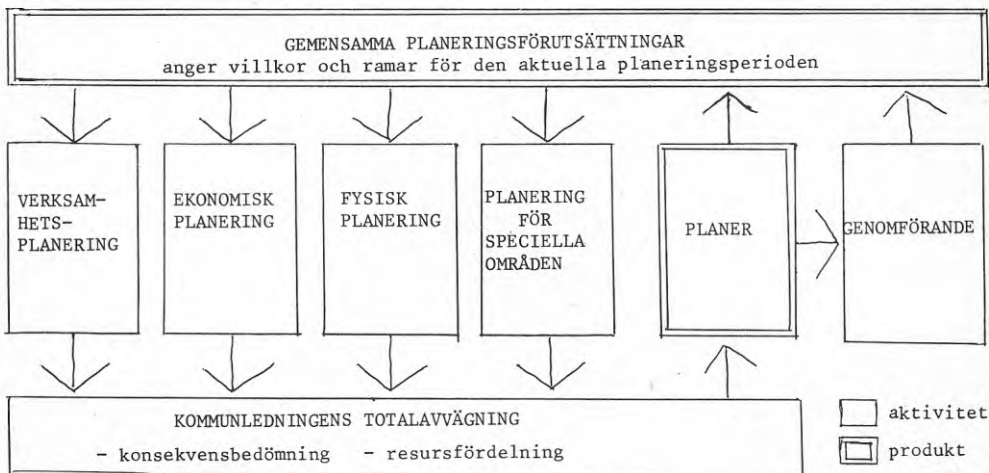 GEMENSAMMA PLANERINGSFÖRUTSÄTTNINGAR
anger villkor och ramar för den aktuella planeringsperioden
VERKSAM-
HETS-
PLANERING
EKONOMISK
PLANERING
FYSISK
PLANERING
PLANERING
FÖR
SPECIELLA
OMRÅDEN
PLANER
GENOMFÖRANDE
KOMMUNLEDNINGENS TOTALAVVÄGNING
- konsekvensbedömning - resursfördelning
aktivitet
produkt